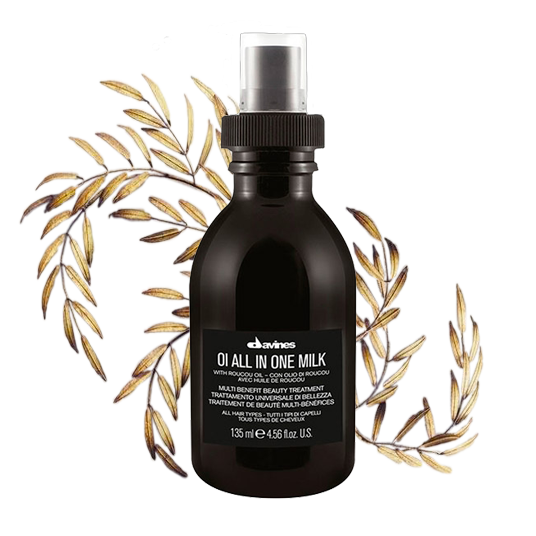 davines
OI ALL IN ONE MILK
WITH ROUCOU OIL – CON OLIO DI ROUCOU
AVEC HUILE DE ROUCOU
MULTI BENEFIT BEAUTY TREATMENT
TRATTAMENTO UNIVERSALE DI BELLEZZA
TRAITEMENT DE BEAUTÉ MULTI-BÉNÉFICES
ALL HAIR TYPES - TUTTI I TIPI DI CAPELLI
TOUS TYPES DE CHEVEUX
135 ml ℮ 4.56 fl.oz. U.S.